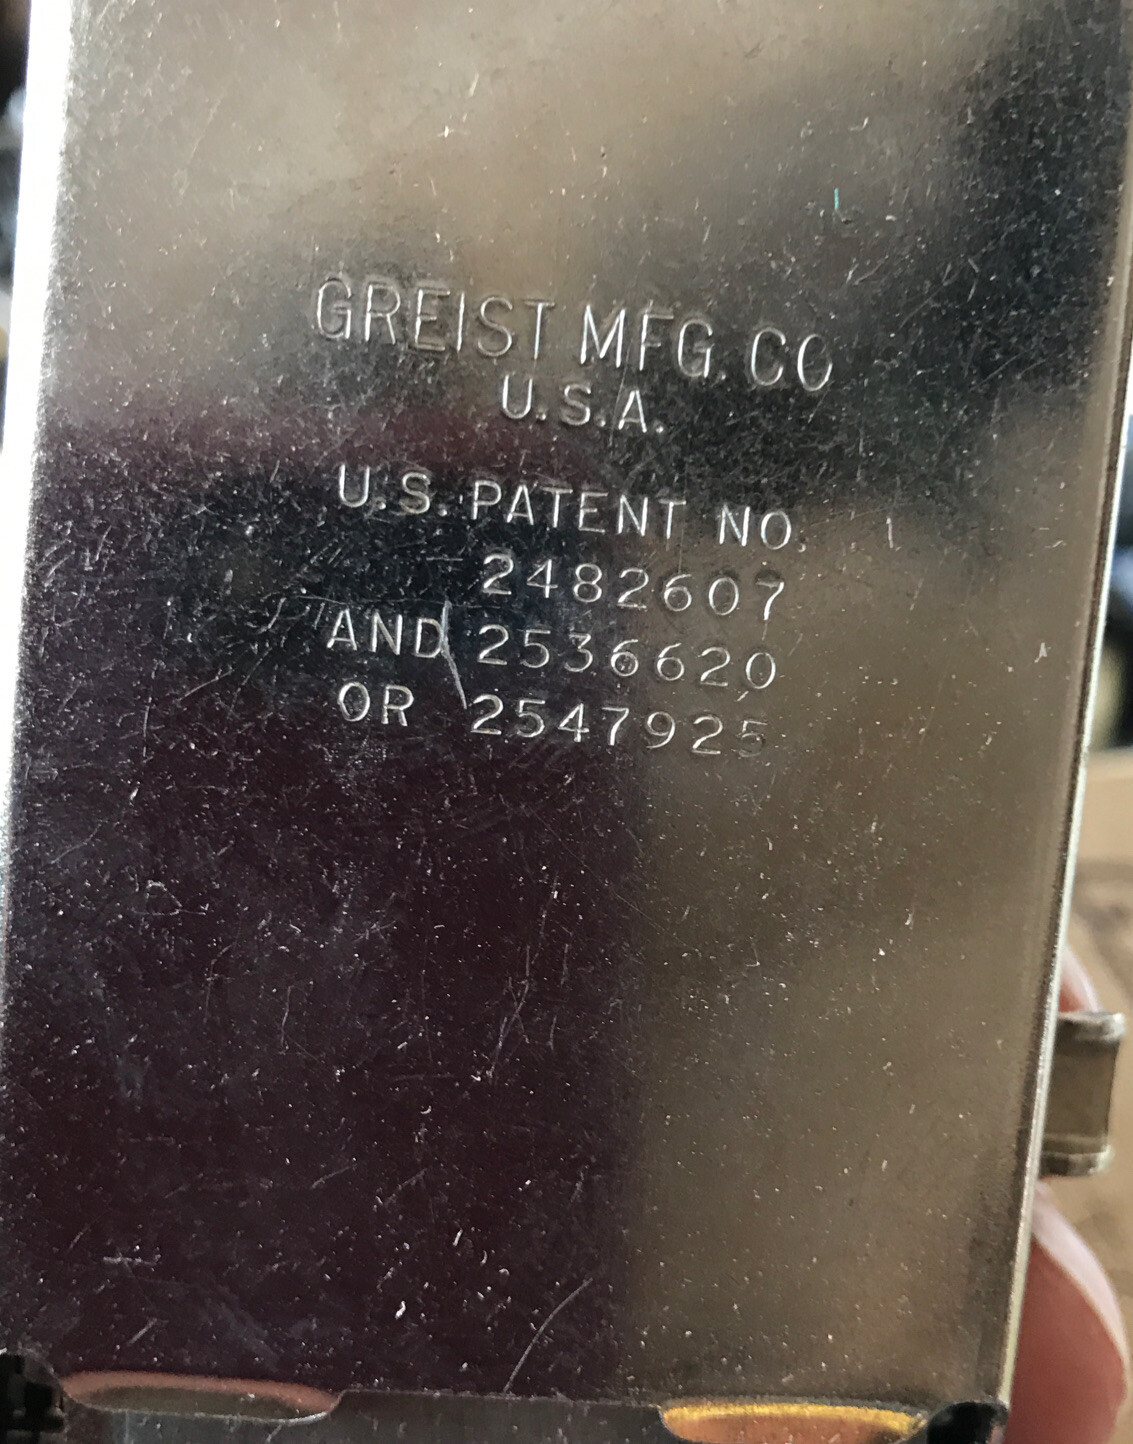 GREIST MFG. CO
U.S.A.
U.S. PATENT NO.
2482607
AND 2536620
OR 2547925